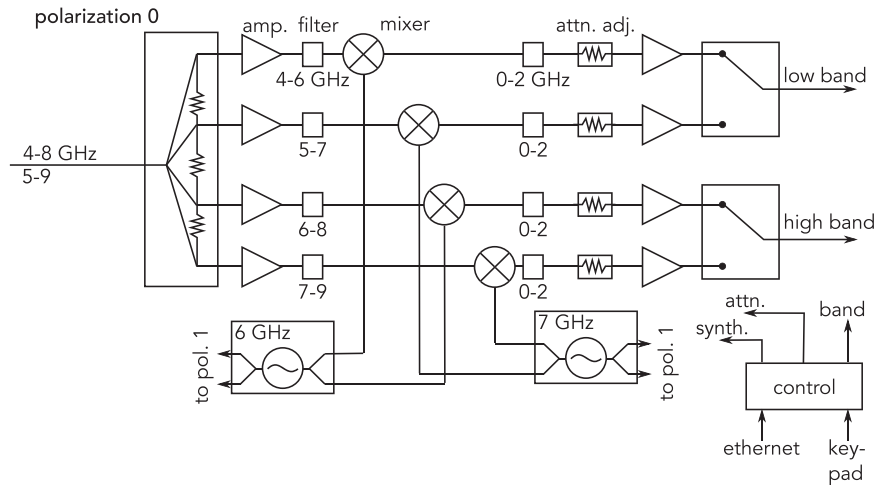 polarization 0
amp. filter mixer attn. adj.
4-6 GHz 0-2 GHz
low band
4-8 GHz
5-9
5-7 0-2
6-8 0-2
high band
7-9 0-2
6 GHz
to pol. 1
7 GHz
to pol. 1
attn.
synth.
band
control
ethernet
key-
pad